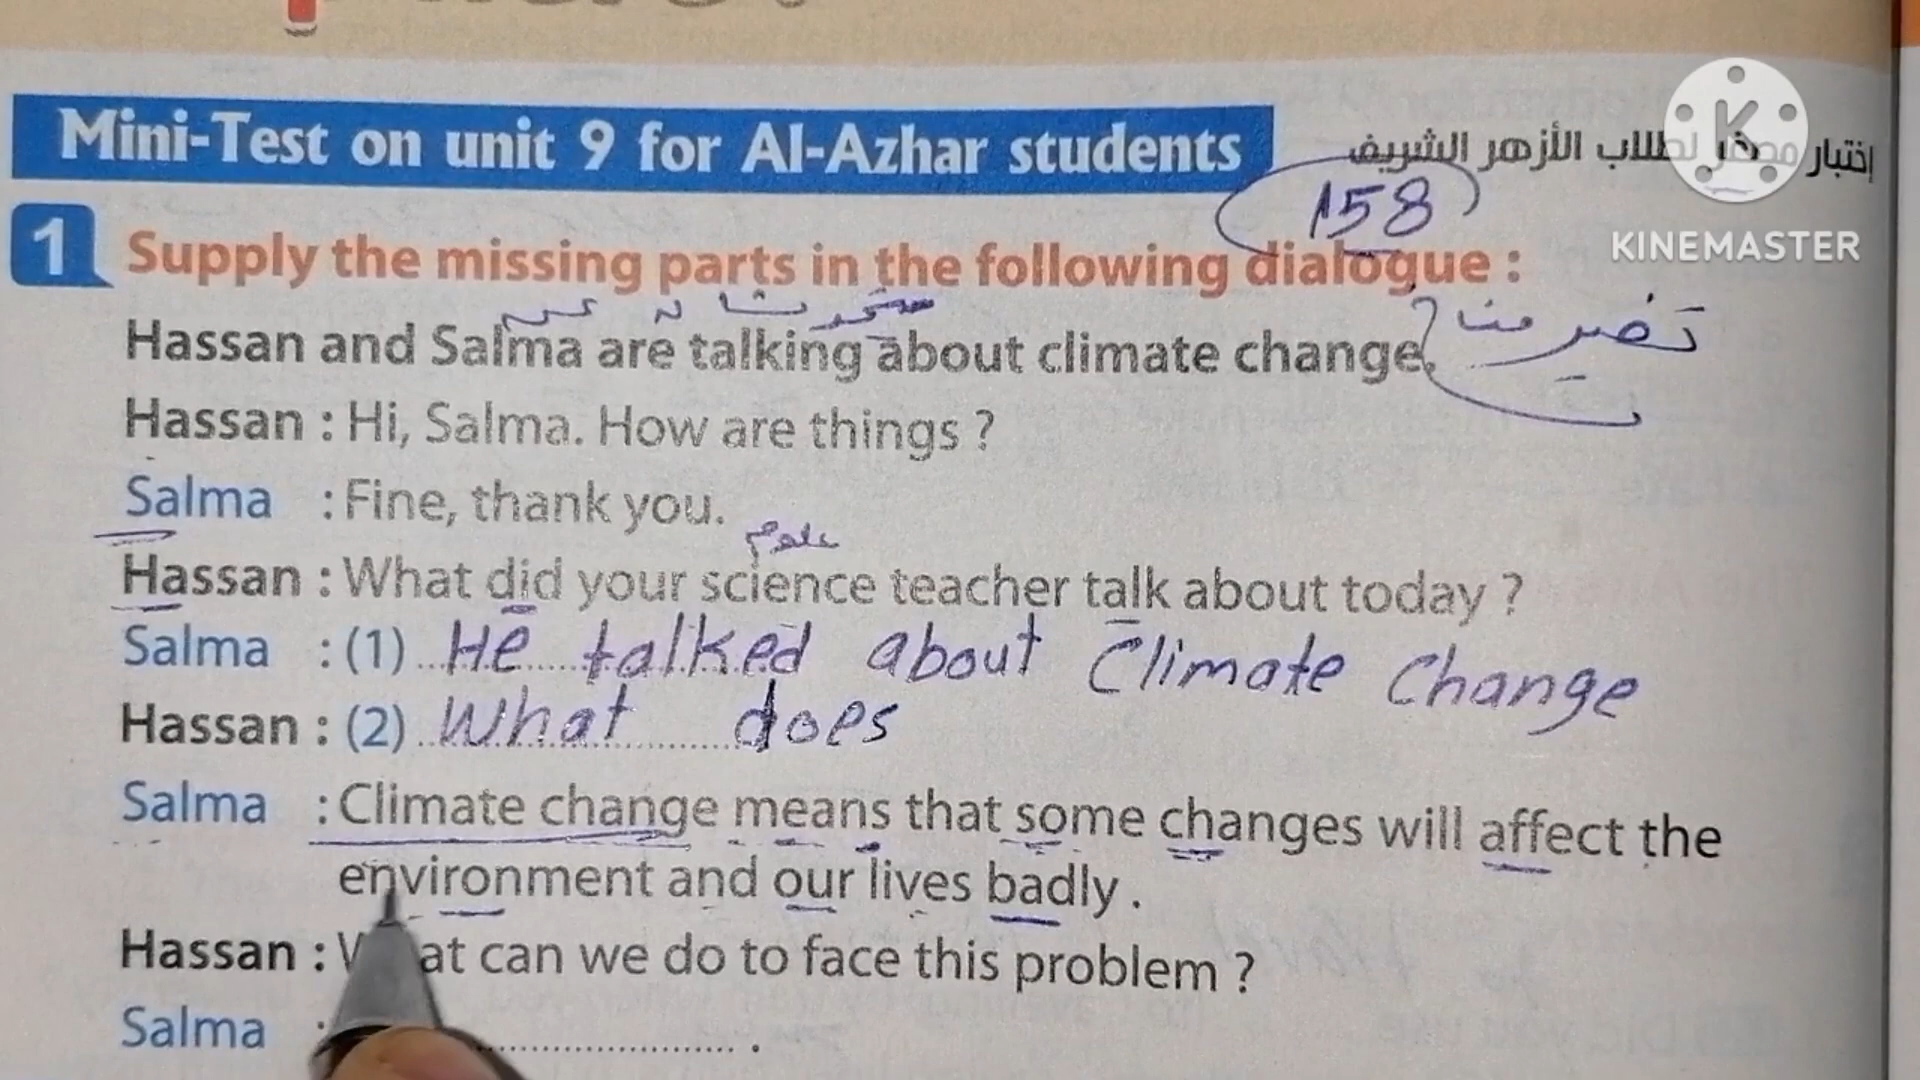 Mini-Test on unit 9 for Al-Azhar students
إختبار لطلاب الأزهر الشريف
K
KINEMASTER
158
1 Supply the missing parts in the following dialogue :
Hassan and Salma are talking about climate change.
Hassan : Hi, Salma. How are things ?
Salma : Fine, thank you.
علوم
Hassan : What did your science teacher talk about today ?
Salma : (1) He talked about Climate Change
Hassan : (2) What does
Salma : Climate change means that some changes will affect the
environment and our lives badly .
Hassan : What can we do to face this problem ?
Salma : .